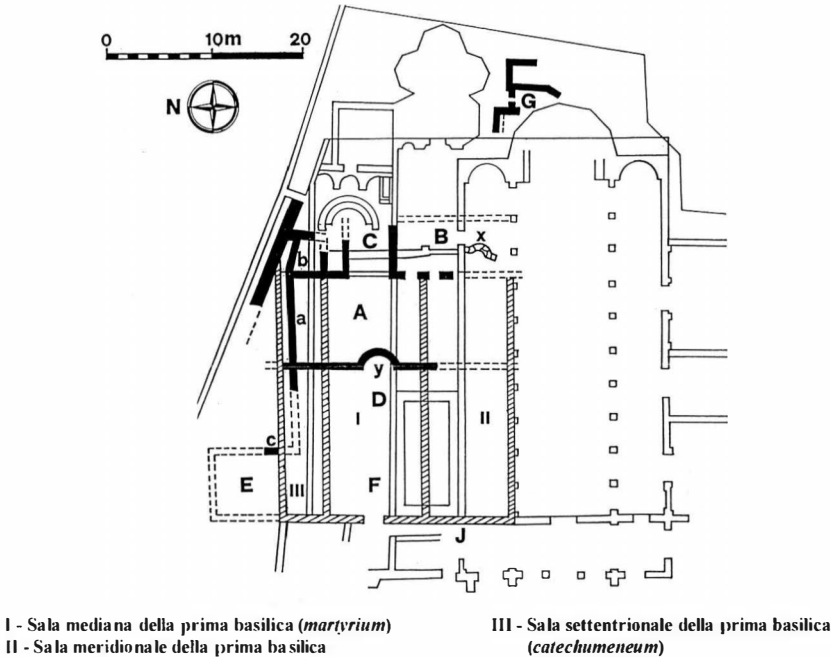 0 10m 20
N
G
B
x
C
b
A
a
y
D
I
II
c
E
III
F
J
I - Sala mediana della prima basilica (martyrium)
II - Sala meridionale della prima basilica
III - Sala settentrionale della prima basilica
(catechumeneum)